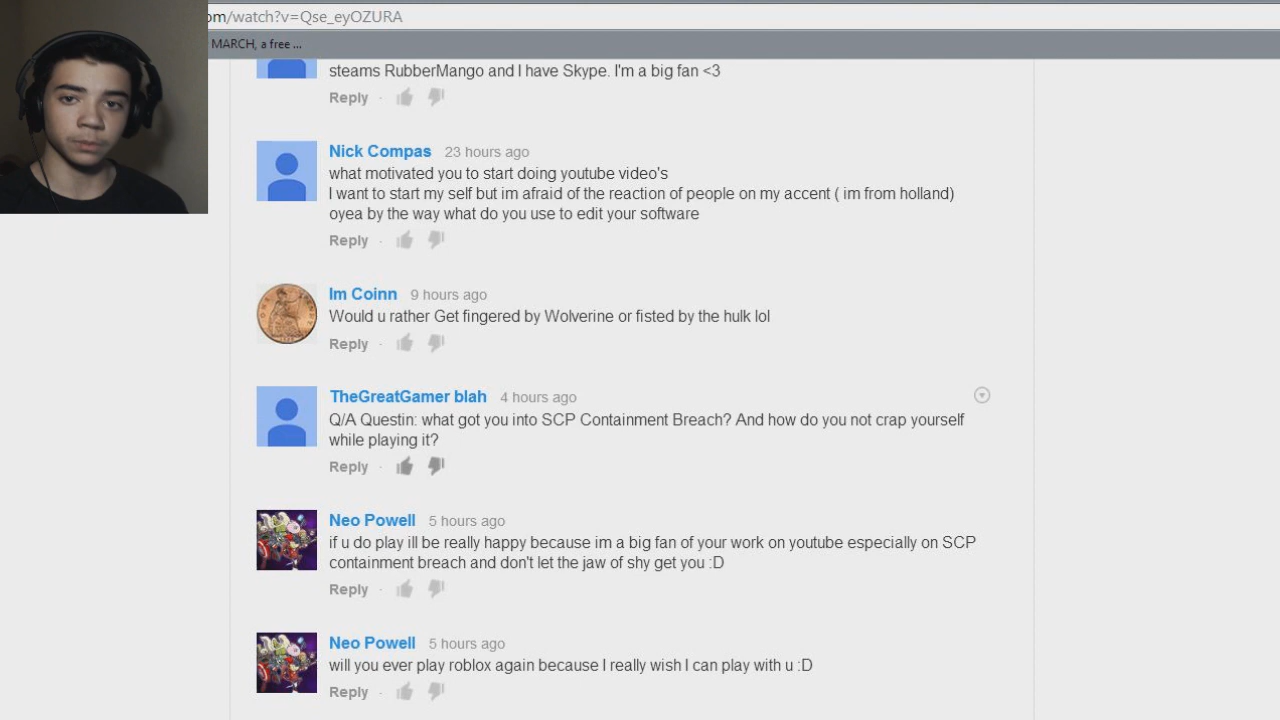 om/watch?v=Qse_eyOZURA
MARCH, a free ...
steams RubberMango and I have Skype. I'm a big fan <3
Reply ·
Nick Compas 23 hours ago
what motivated you to start doing youtube video's
I want to start my self but im afraid of the reaction of people on my accent ( im from holland)
oyea by the way what do you use to edit your software
Reply ·
Im Coinn 9 hours ago
Would u rather Get fingered by Wolverine or fisted by the hulk lol
Reply ·
TheGreatGamer blah 4 hours ago
Q/A Questin: what got you into SCP Containment Breach? And how do you not crap yourself
while playing it?
Reply ·
Neo Powell 5 hours ago
if u do play ill be really happy because im a big fan of your work on youtube especially on SCP
containment breach and don't let the jaw of shy get you :D
Reply ·
Neo Powell 5 hours ago
will you ever play roblox again because I really wish I can play with u :D
Reply ·